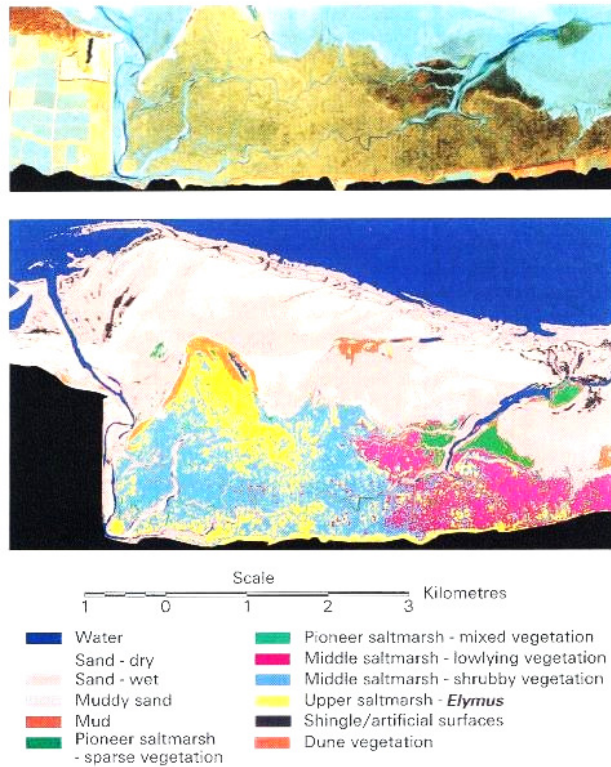 Scale
1 0 1 2 3 Kilometres
Water
Sand - dry
Sand - wet
Muddy sand
Mud
Pioneer saltmarsh
- sparse vegetation
Pioneer saltmarsh - mixed vegetation
Middle saltmarsh - lowlying vegetation
Middle saltmarsh - shrubby vegetation
Upper saltmarsh - Elymus
Shingle/artificial surfaces
Dune vegetation